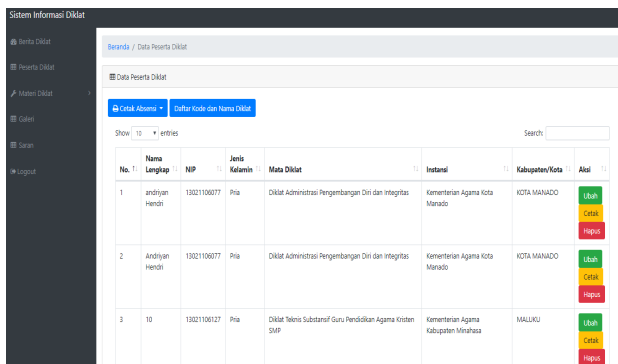 Sistem Informasi Diklat
Berita Diklat
Peserta Diklat
Materi Diklat
Galeri
Saran
Logout
Beranda / Data Peserta Diklat
Data Peserta Diklat
Cetak Absensi Daftar Kode dan Nama Diklat
Show 10 entries Search:
No. Nama Lengkap NIP Jenis Kelamin Mata Diklat Instansi Kabupaten/Kota Aksi
1 andriyan Hendri 13021106077 Pria Diklat Administrasi Pengembangan Diri dan Integritas Kementerian Agama Kota Manado KOTA MANADO Ubah
Cetak
Hapus
2 Andriyan Hendri 13021106077 Pria Diklat Administrasi Pengembangan Diri dan Integritas Kementerian Agama Kota Manado KOTA MANADO Ubah
Cetak
Hapus
3 10 13021106127 Pria Diklat Teknis Substansif Guru Pendidikan Agama Kristen SMP Kementerian Agama Kabupaten Minahasa MALUKU Ubah
Cetak
Hapus